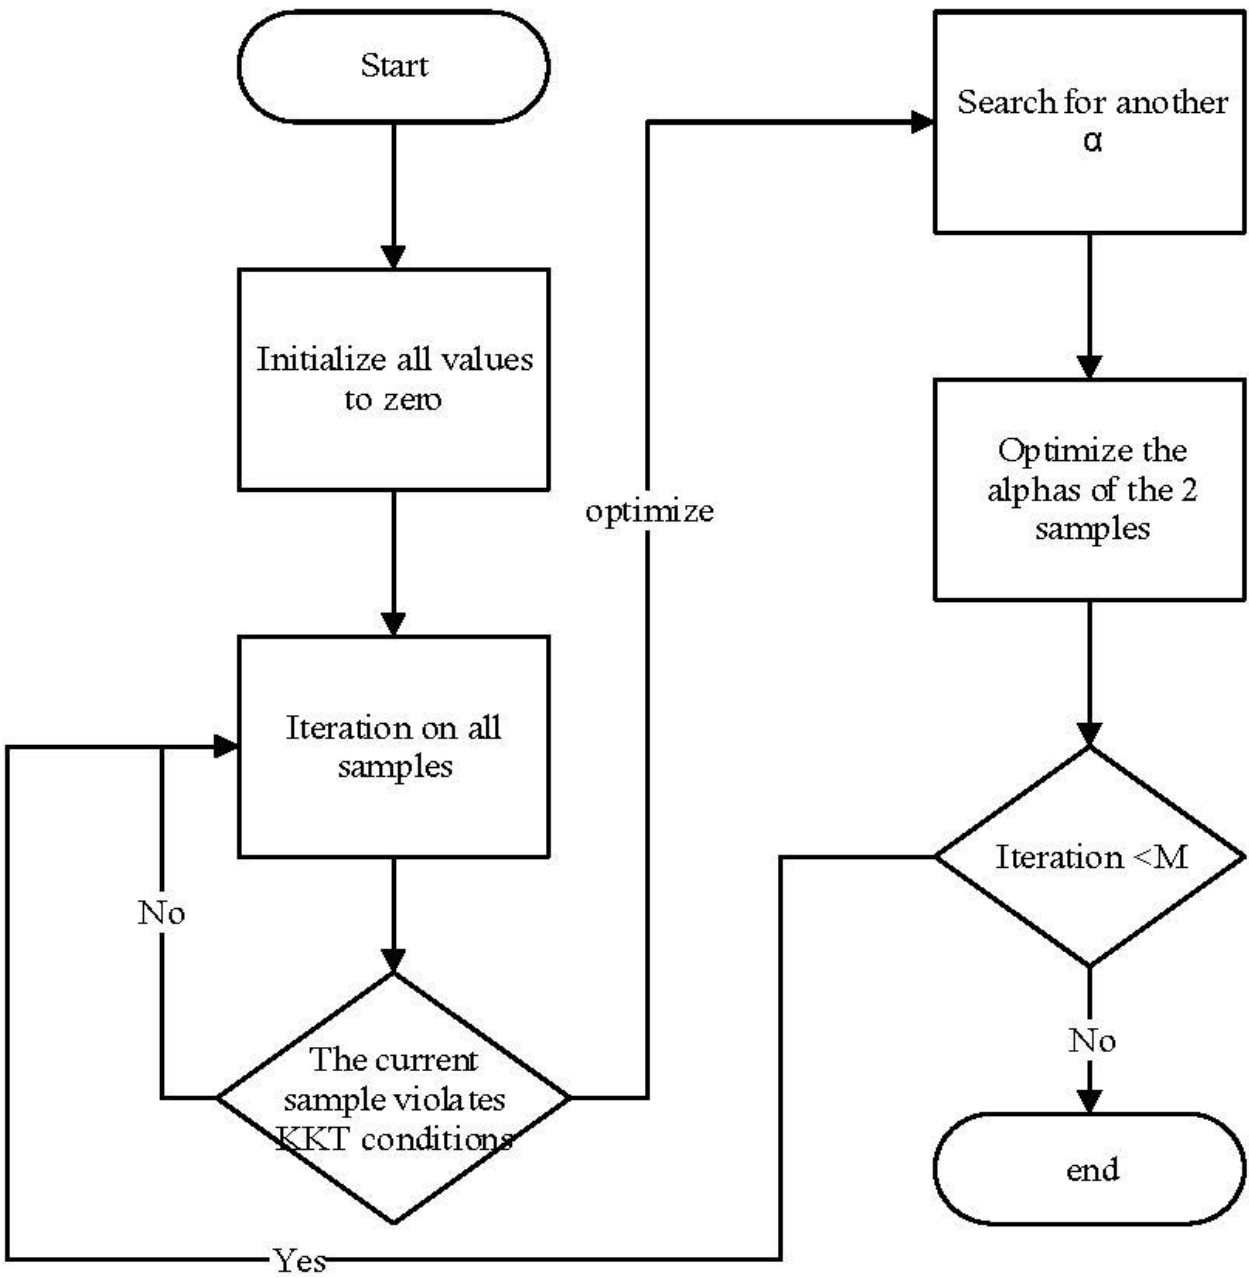 Start
Initialize all values
to zero
Iteration on all
samples
No
The current
sample violates
KKT conditions
optimize
Search for another
α
Optimize the
alphas of the 2
samples
Iteration <M
No
end
Yes